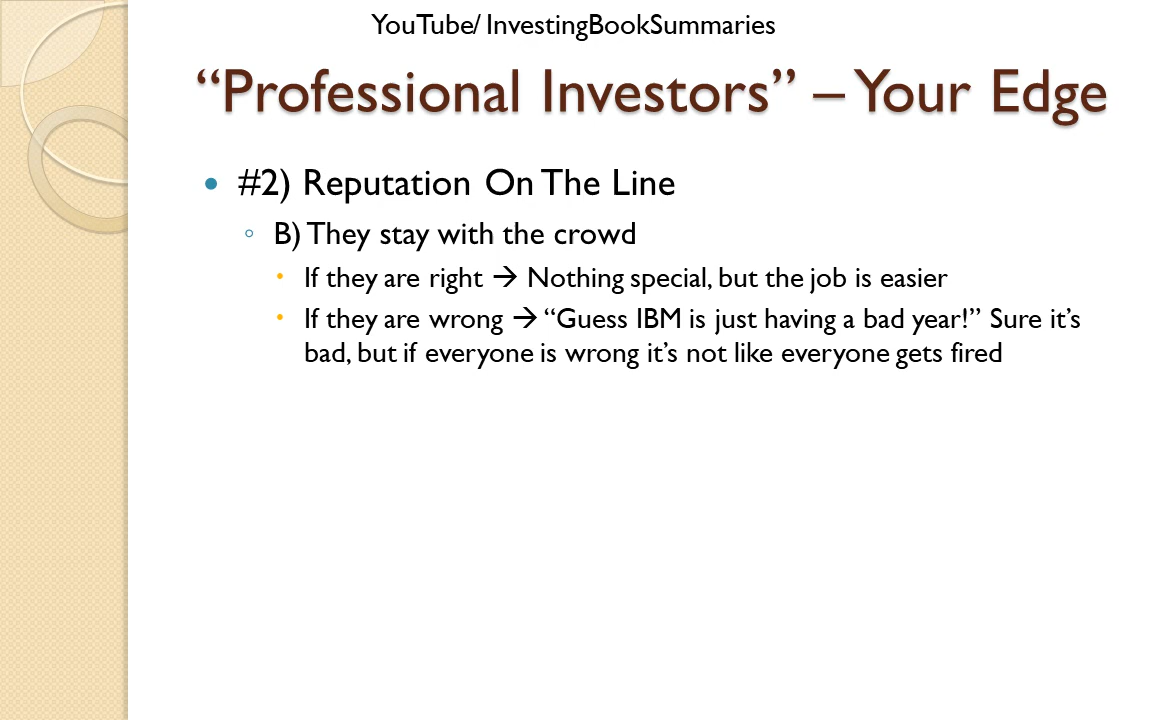 YouTube/ InvestingBookSummaries
“Professional Investors” – Your Edge
• #2) Reputation On The Line
◦ B) They stay with the crowd
• If they are right → Nothing special, but the job is easier
• If they are wrong → “Guess IBM is just having a bad year!” Sure it’s
bad, but if everyone is wrong it’s not like everyone gets fired